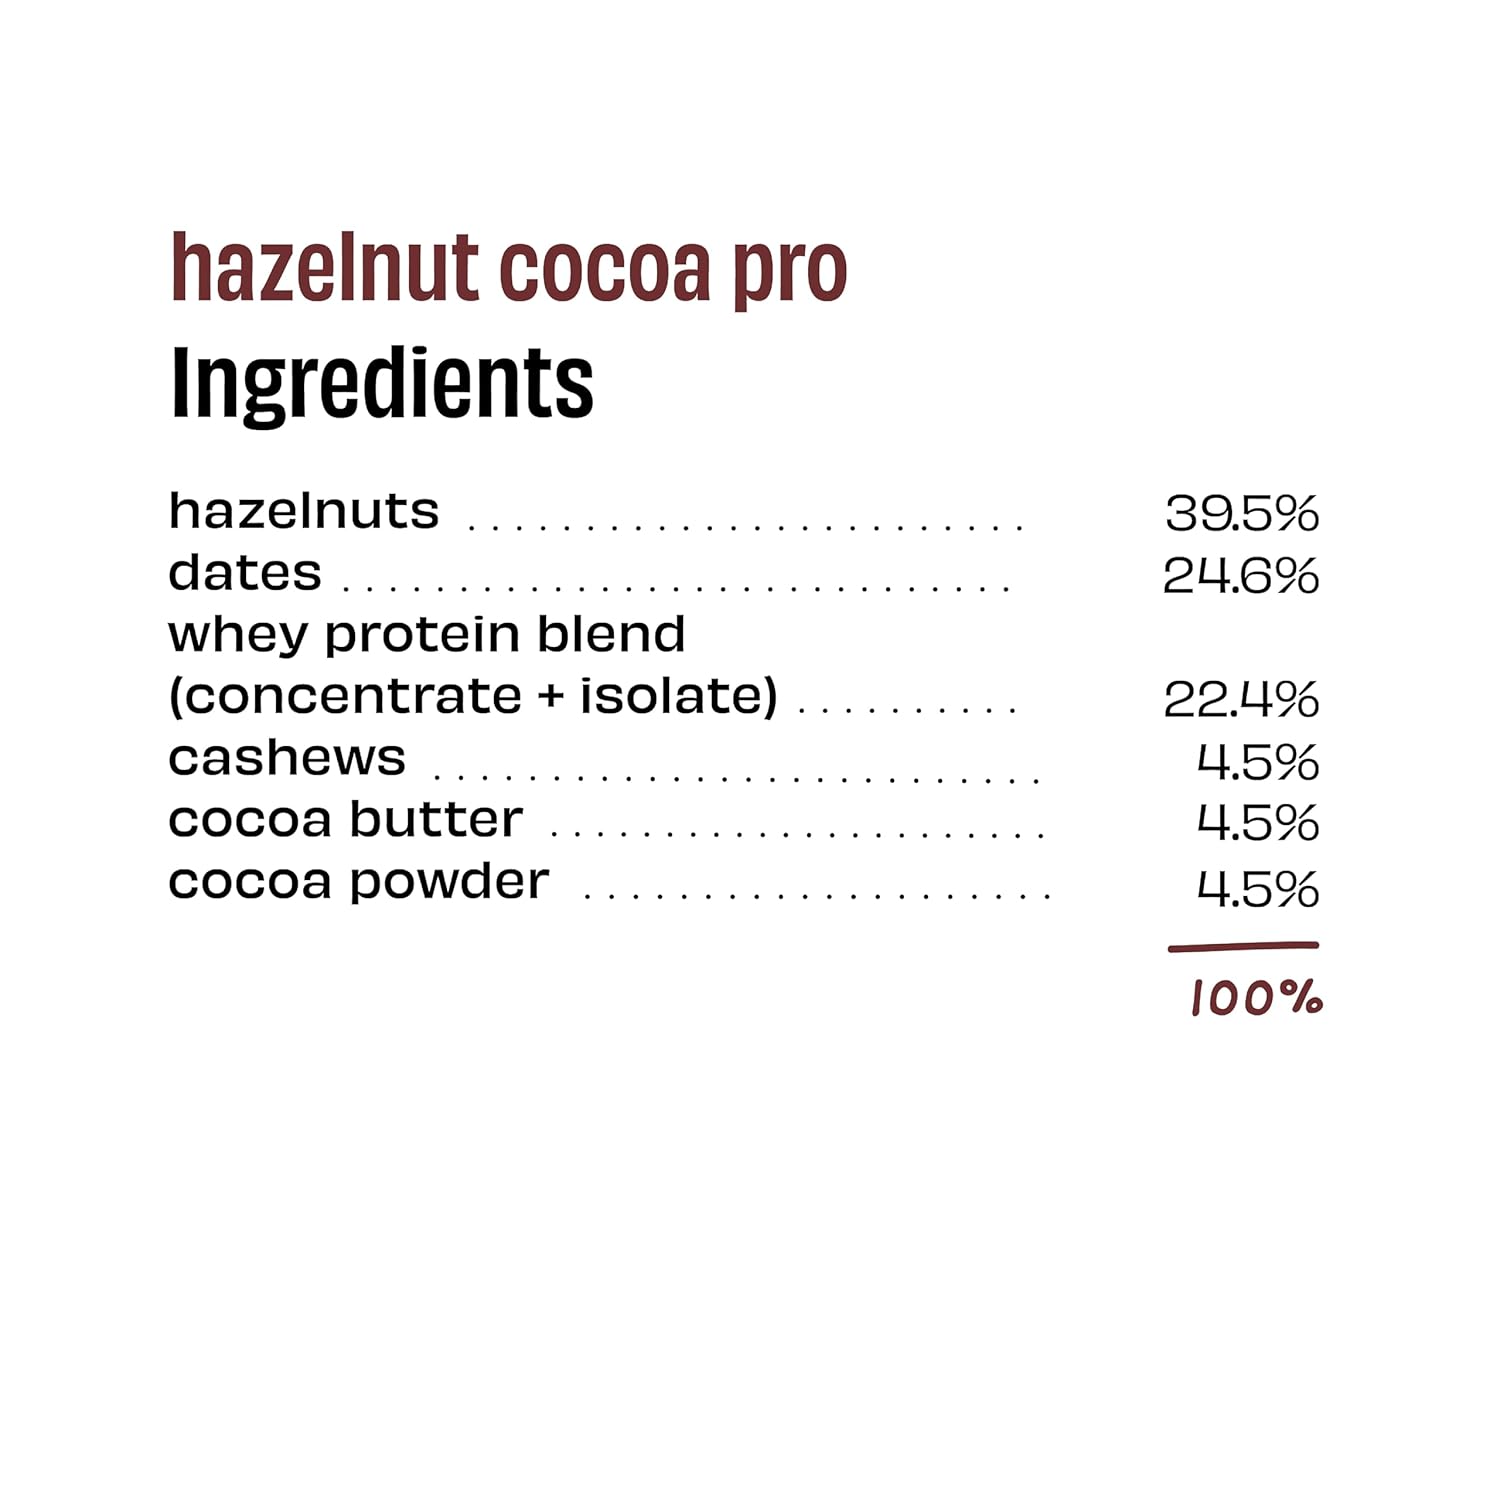 hazelnut cocoa pro
Ingredients
hazelnuts ........................ 39.5%
dates ............................. 24.6%
whey protein blend
(concentrate + isolate) .......... 22.4%
cashews .......................... 4.5%
cocoa butter ...................... 4.5%
cocoa powder .................... 4.5%
100%